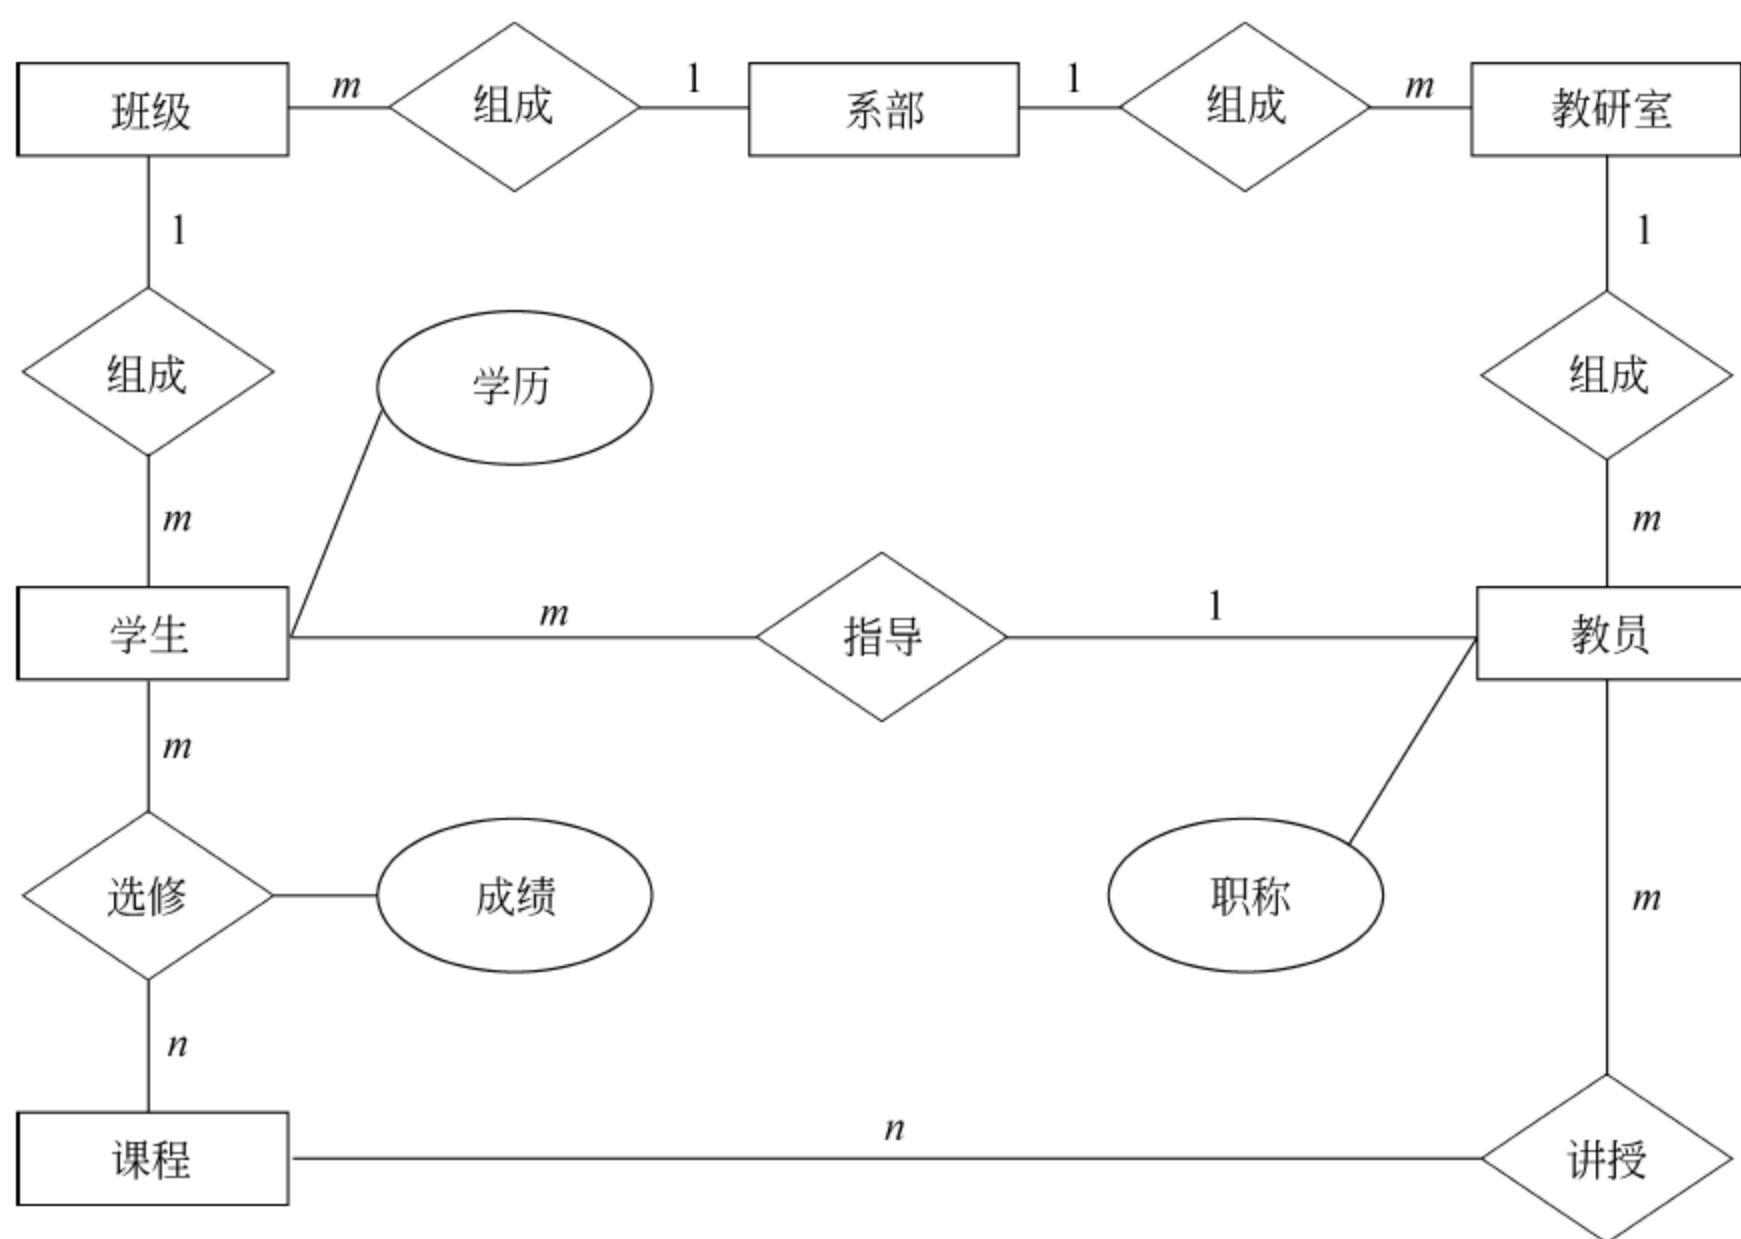 班级 m 组成 1 系部 1 组成 m 教研室
1 1
组成 学历 组成
m m
学生 m 指导 1 教员
m
选修 成绩 职称 m
n n
课程 讲授